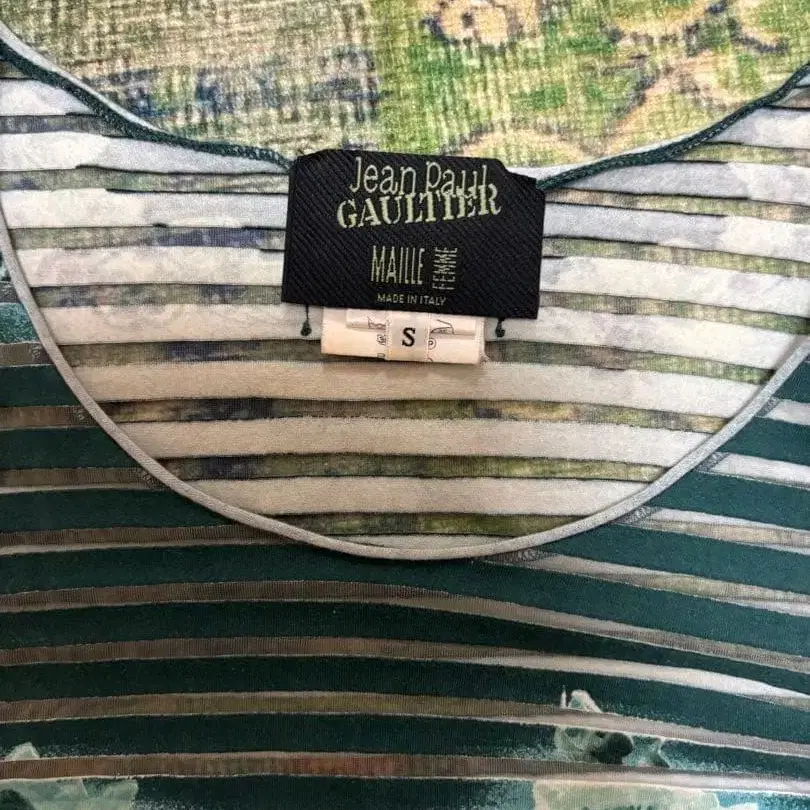 Jean Paul
GAULTIER
MAILLE FEMME
MADE IN ITALY
S